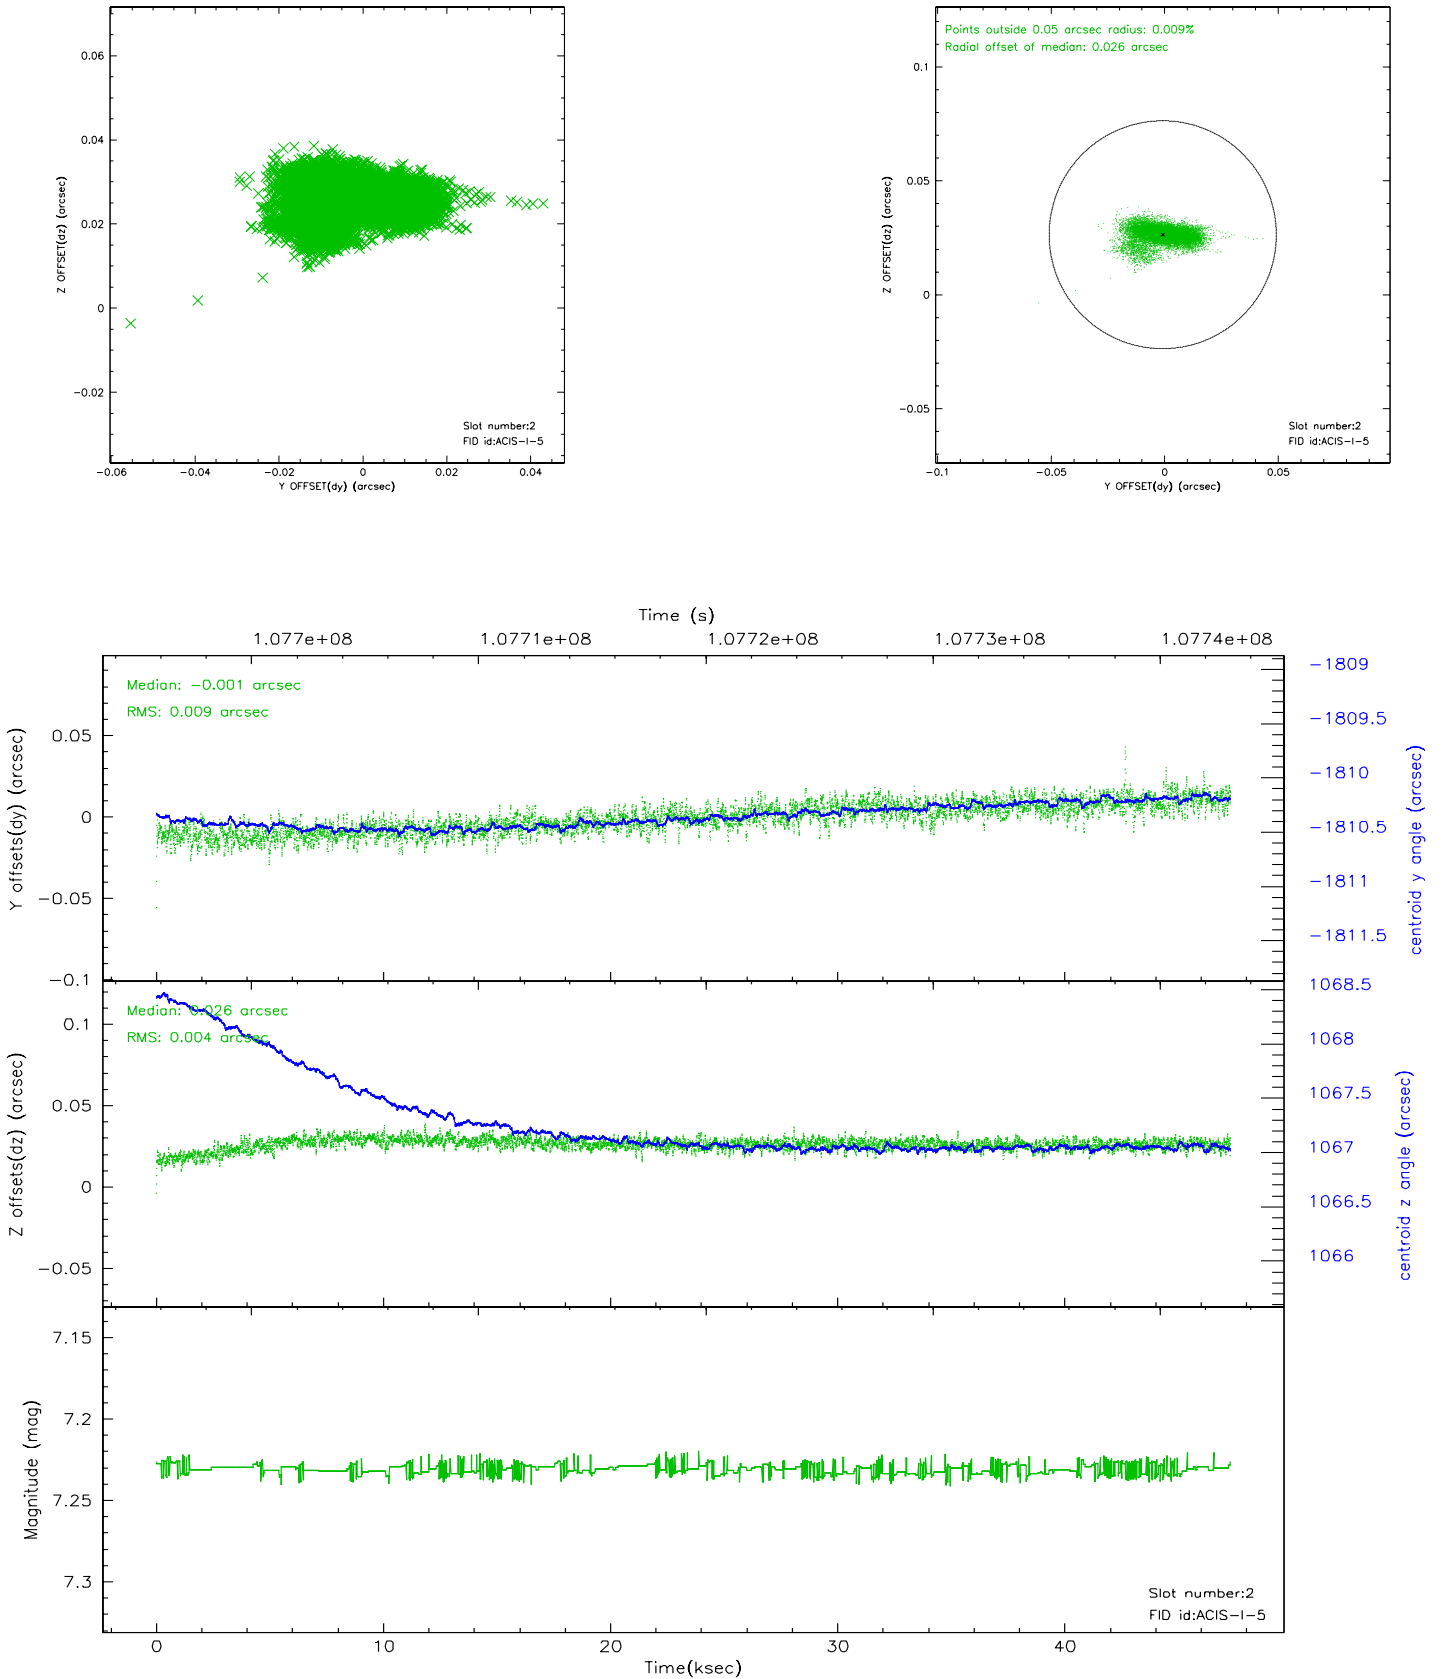 0.06
0.04
0.02
0
−0.02
Z OFFSET(dz) (arcsec)
Slot number:2
FID id:ACIS−I−5
−0.06
−0.04
−0.02
0
0.02
0.04
Y OFFSET(dy) (arcsec)
Points outside 0.05 arcsec radius: 0.009%
Radial offset of median: 0.026 arcsec
0.1
0.05
0
−0.05
Z OFFSET(dz) (arcsec)
Slot number:2
FID id:ACIS−I−5
−0.1
−0.05
0
0.05
Y OFFSET(dy) (arcsec)
Time (s)
1.077e+08
1.0771e+08
1.0772e+08
1.0773e+08
1.0774e+08
Median: −0.001 arcsec
RMS: 0.009 arcsec
0.05
0
−0.05
−0.1
Y offsets(dy) (arcsec)
−1809
−1809.5
−1810
−1810.5
−1811
−1811.5
centroid y angle (arcsec)
Median: 0.026 arcsec
RMS: 0.004 arcsec
0.1
0.05
0
−0.05
Z offsets(dz) (arcsec)
1068.5
1068
1067.5
1067
1066.5
1066
centroid z angle (arcsec)
7.15
7.2
7.25
7.3
Magnitude (mag)
Slot number:2
FID id:ACIS−I−5
0
10
20
30
40
Time(ksec)